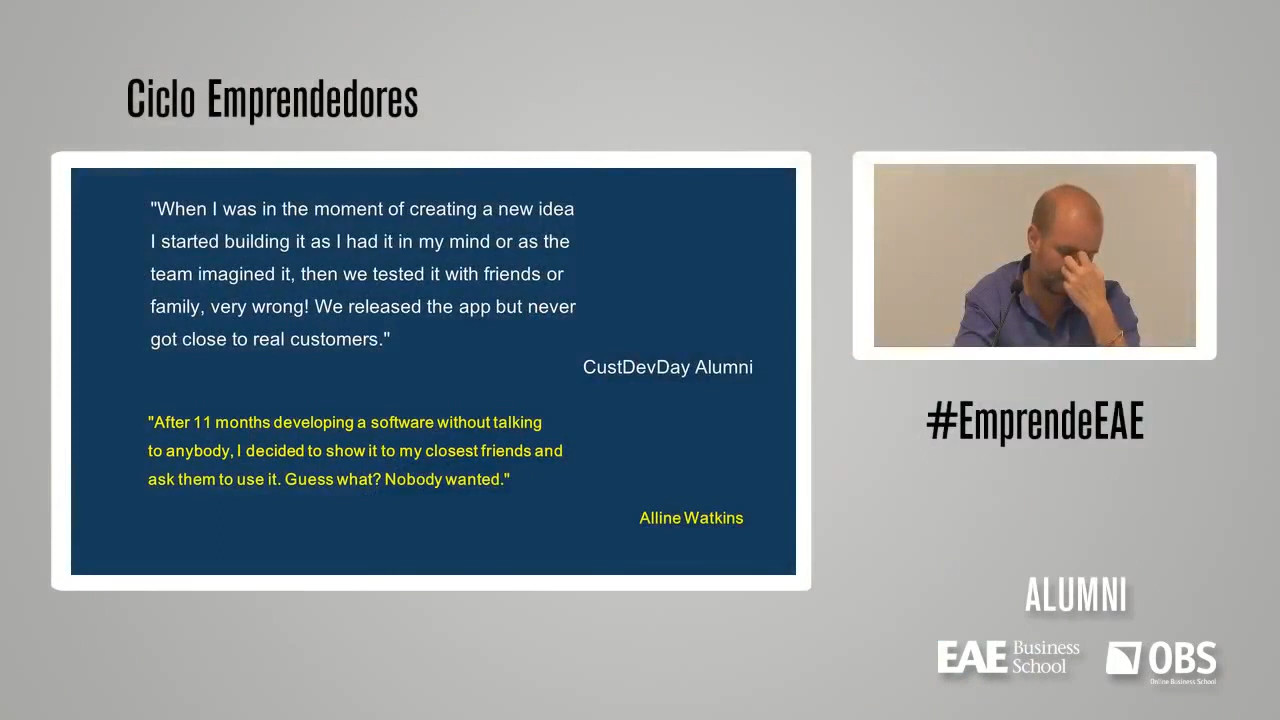 Ciclo Emprendedores
"When I was in the moment of creating a new idea
I started building it as I had it in my mind or as the
team imagined it, then we tested it with friends or
family, very wrong! We released the app but never
got close to real customers."
CustDevDay Alumni
"After 11 months developing a software without talking
to anybody, I decided to show it to my closest friends and
ask them to use it. Guess what? Nobody wanted."
Alline Watkins
#EmprendeEAE
ALUMNI
EAE Business School
OBS
Online Business School